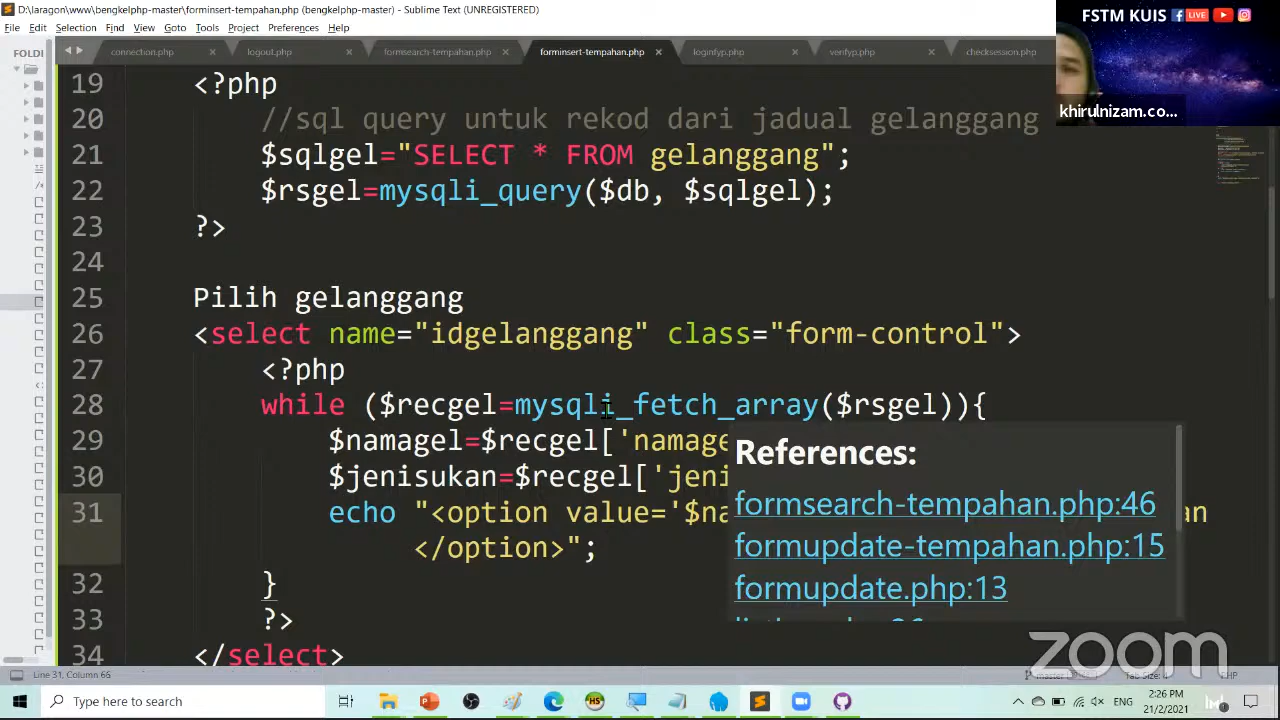 D:\laragon\www\bengkelphp-master\forminsert-tempahan.php (bengkelphp-master) - Sublime Text (UNREGISTERED)
File Edit Selection Find View Goto Tools Project Preferences Help
FOLDI
connection.php × logout.php × formsearch-tempahan.php × forminsert-tempahan.php × loginfyp.php × verifyp.php × checksession.php
FSTM KUIS LIVE
khirulnizam.co...
19 <?php
20 //sql query untuk rekod dari jadual gelanggang
21 $sqlgel="SELECT * FROM gelanggang";
22 $rsgel=mysqli_query($db, $sqlgel);
23 ?>
24
25 Pilih gelanggang
26 <select name="idgelanggang" class="form-control">
27 <?php
28 while ($recgel=mysqli_fetch_array($rsgel)){
29 $namagel=$recgel['namage
30 $jenisukan=$recgel['jeni
31 echo "<option value='$na an
</option>";
32 }
33 ?>
34 </select>
References:
formsearch-tempahan.php:46
formupdate-tempahan.php:15
formupdate.php:13
zoom
Line 31, Column 66
Type here to search
ENG
2:26 PM
21/2/2021